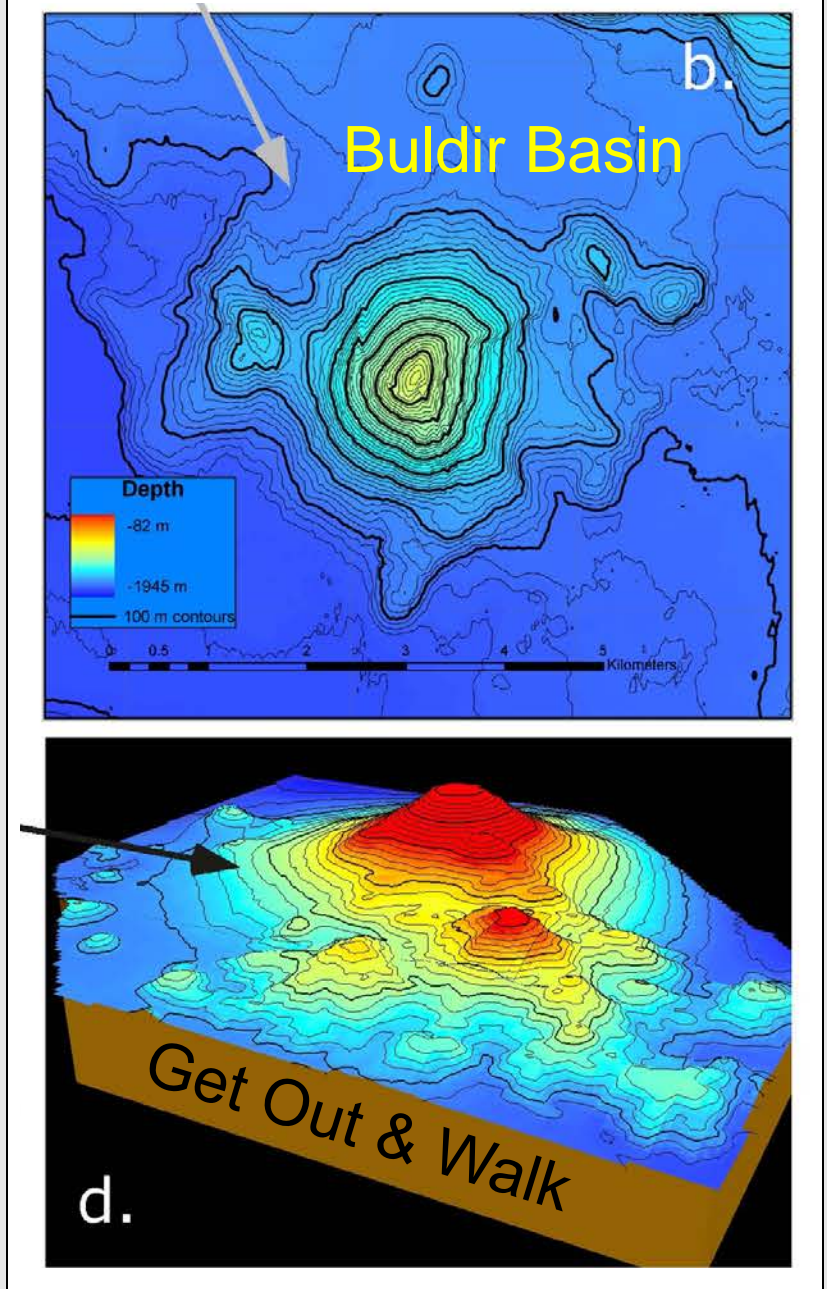 b.
Buldir Basin
Depth
-82 m
-1945 m
100 m contours
0 0.5 1 2 3 4 5
Kilometers
Get Out & Walk
d.